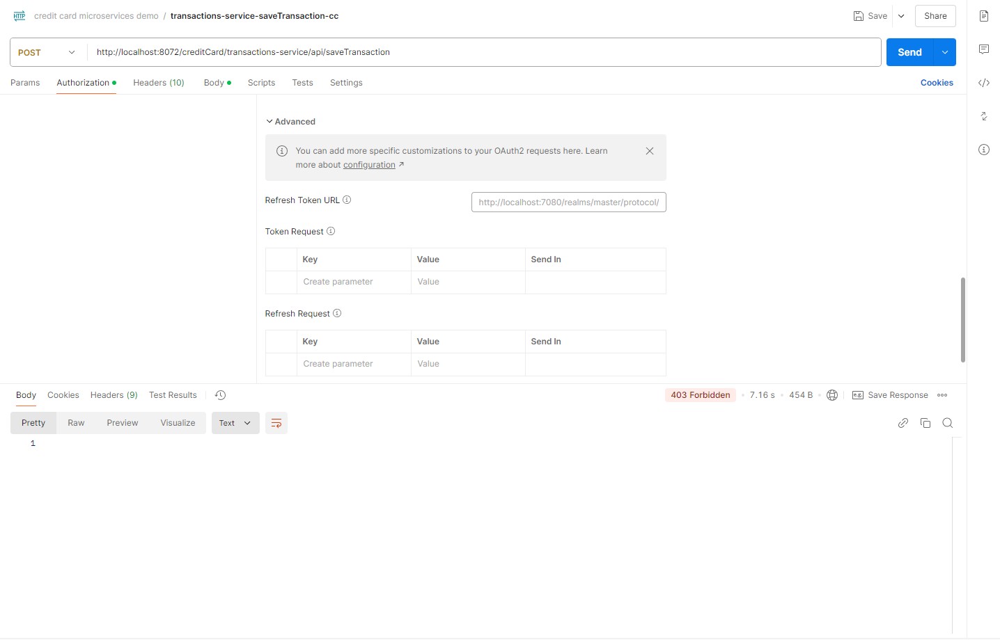 HTTP credit card microservices demo / transactions-service-saveTransaction-cc Save Share
POST http://localhost:8072/creditCard/transactions-service/api/saveTransaction Send
Params Authorization Headers (10) Body Scripts Tests Settings Cookies
Advanced
You can add more specific customizations to your OAuth2 requests here. Learn
more about configuration ↗
Refresh Token URL http://localhost:7080/realms/master/protocol/
Token Request
Key Value Send In
Create parameter Value
Refresh Request
Key Value Send In
Create parameter Value
Body Cookies Headers (9) Test Results 403 Forbidden 7.16 s 454 B e.g. Save Response
Pretty Raw Preview Visualize Text
1